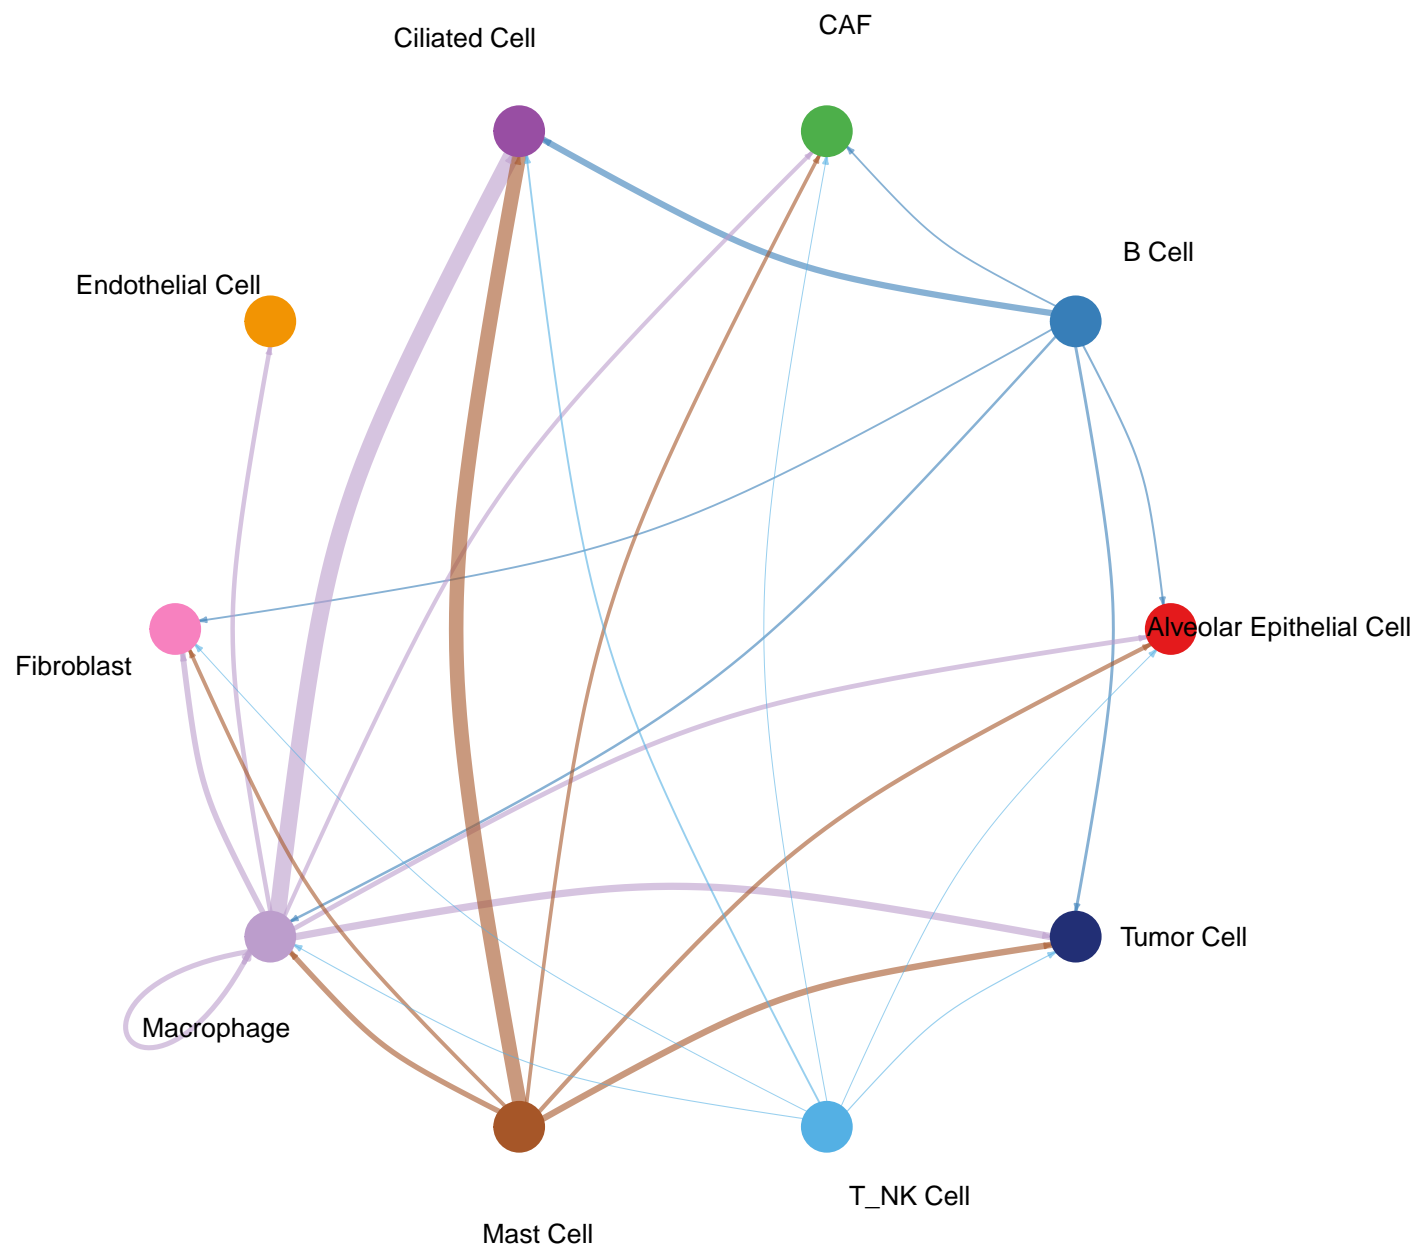 CAF
Ciliated Cell
B Cell
Endothelial Cell
Alveolar Epithelial Cell
Fibroblast
Tumor Cell
Macrophage
T_NK Cell
Mast Cell